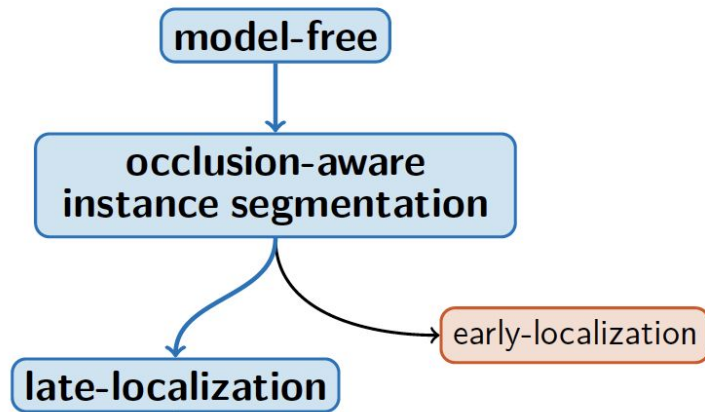 model-free
occlusion-aware
instance segmentation
early-localization
late-localization